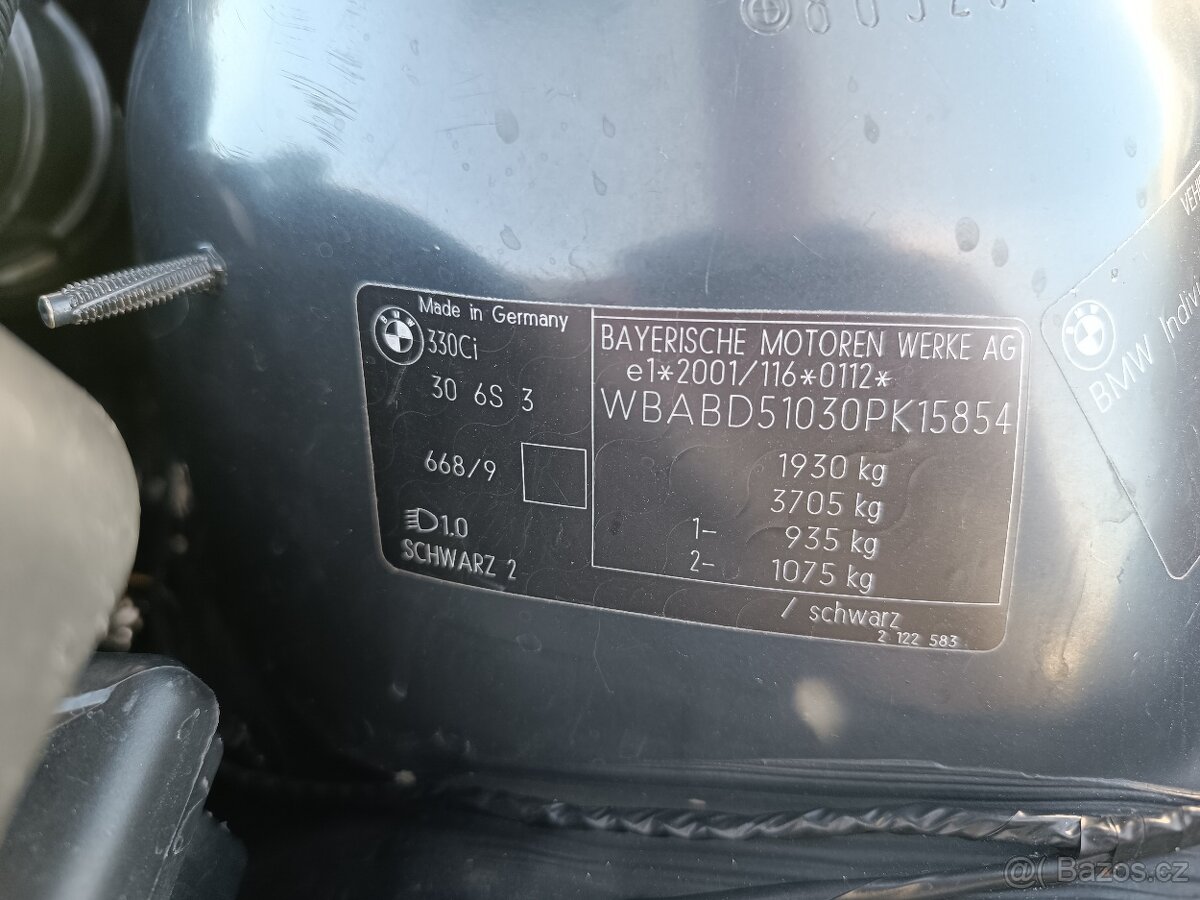 Made in Germany
BMW
330Ci
30 6S 3
668/9
1.0
SCHWARZ 2
BAYERISCHE MOTOREN WERKE AG
e1*2001/116*0112*
WBABD51030PK15854
1930 kg
3705 kg
1- 935 kg
2- 1075 kg
/ schwarz
2 122 583
BMW
@( Bazos.cz